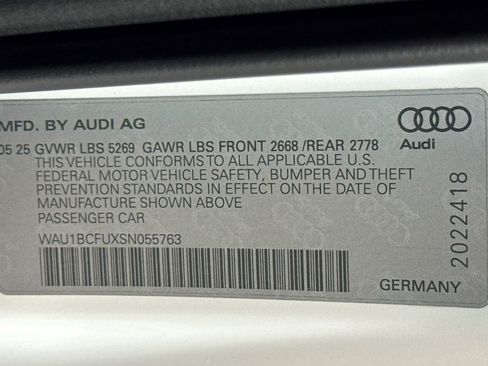 MFD. BY AUDI AG
05 25 GVWR LBS 5269 GAWR LBS FRONT 2668 /REAR 2778
THIS VEHICLE CONFORMS TO ALL APPLICABLE U.S.
FEDERAL MOTOR VEHICLE SAFETY, BUMPER AND THEFT
PREVENTION STANDARDS IN EFFECT ON THE DATE OF
MANUFACTURE SHOWN ABOVE
PASSENGER CAR
WAU1BCFUXSN055763
Audi
2022418
GERMANY